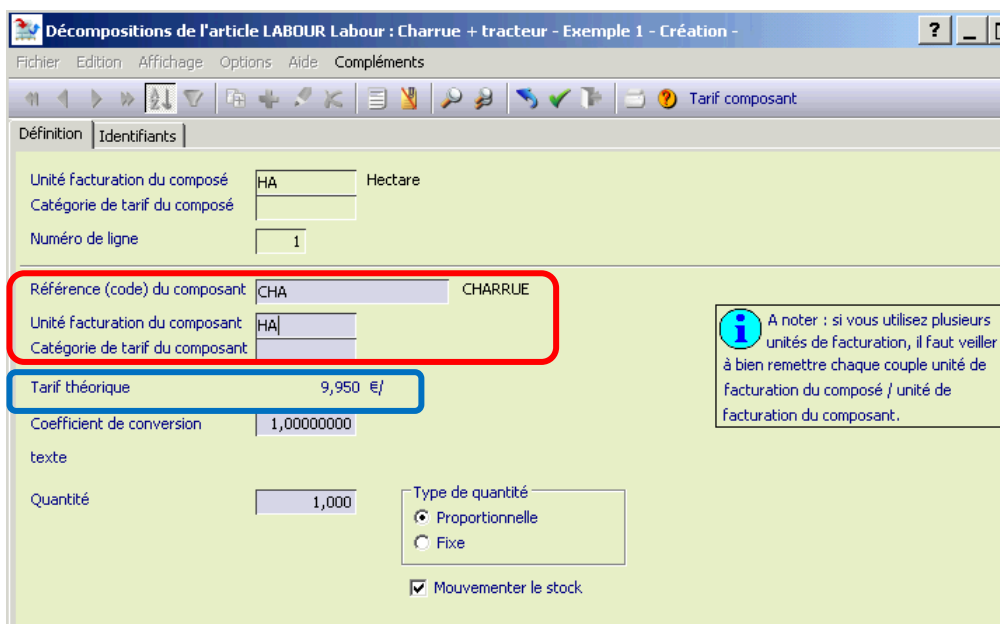 Décompositions de l'article LABOUR Labour : Charrue + tracteur - Exemple 1 - Création -
?
Fichier Edition Affichage Options Aide Compléments
Tarif composant
Définition Identifiants
Unité facturation du composé HA Hectare
Catégorie de tarif du composé
Numéro de ligne 1
Référence (code) du composant CHA CHARRUE
Unité facturation du composant HA
Catégorie de tarif du composant
Tarif théorique 9,950 €/
Coefficient de conversion 1,00000000
texte
Quantité 1,000
Type de quantité
Proportionnelle
Fixe
Mouvementer le stock
A noter : si vous utilisez plusieurs
unités de facturation, il faut veiller
à bien remettre chaque couple unité de
facturation du composé / unité de
facturation du composant.